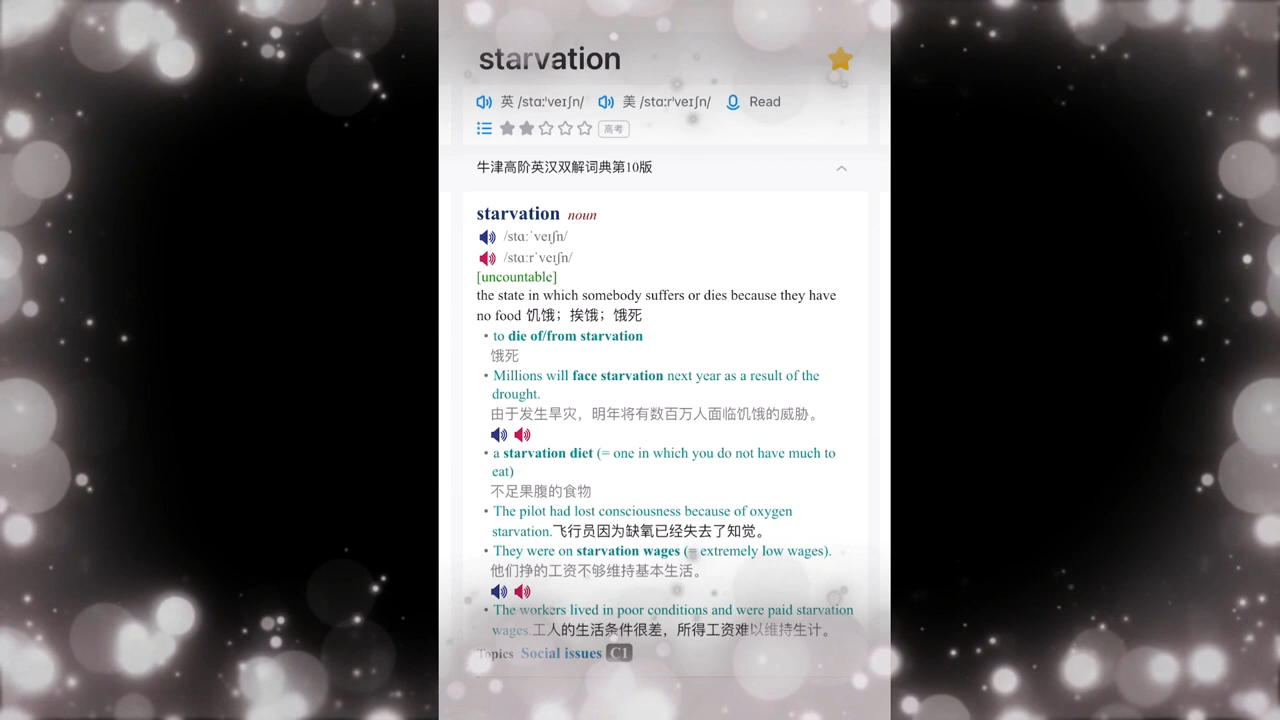 starvation
英 /stɑːˈveɪʃn/ 美 /stɑːrˈveɪʃn/ Read
高考
牛津高阶英汉双解词典第10版
starvation noun
/stɑːˈveɪʃn/
/stɑːrˈveɪʃn/
[uncountable]
the state in which somebody suffers or dies because they have
no food 饥饿；挨饿；饿死
• to die of/from starvation
饿死
• Millions will face starvation next year as a result of the
drought.
由于发生旱灾，明年将有数百万人面临饥饿的威胁。
• a starvation diet (= one in which you do not have much to
eat)
不足果腹的食物
• The pilot had lost consciousness because of oxygen
starvation.飞行员因为缺氧已经失去了知觉。
• They were on starvation wages (= extremely low wages).
他们挣的工资不够维持基本生活。
• The workers lived in poor conditions and were paid starvation
wages.工人的生活条件很差，所得工资难以维持生计。
Topics Social issues C1